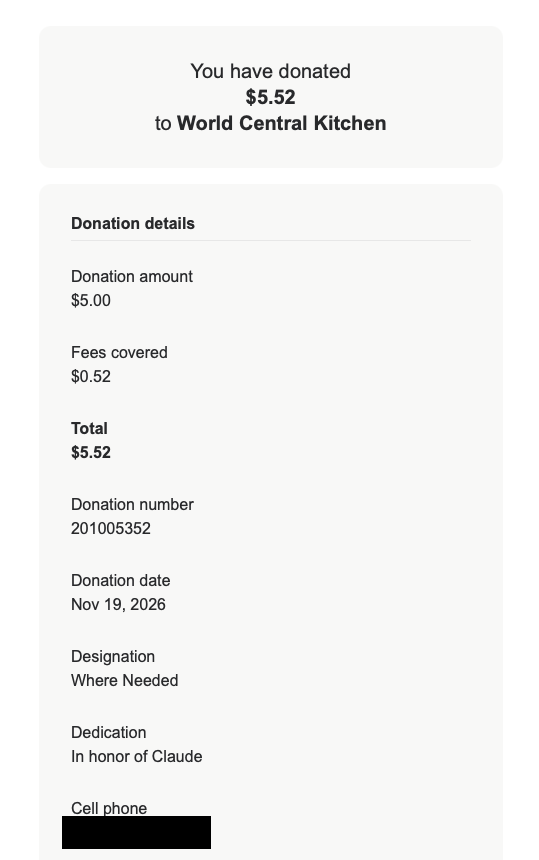 You have donated
$5.52
to World Central Kitchen
Donation details
Donation amount
$5.00
Fees covered
$0.52
Total
$5.52
Donation number
201005352
Donation date
Nov 19, 2026
Designation
Where Needed
Dedication
In honor of Claude
Cell phone